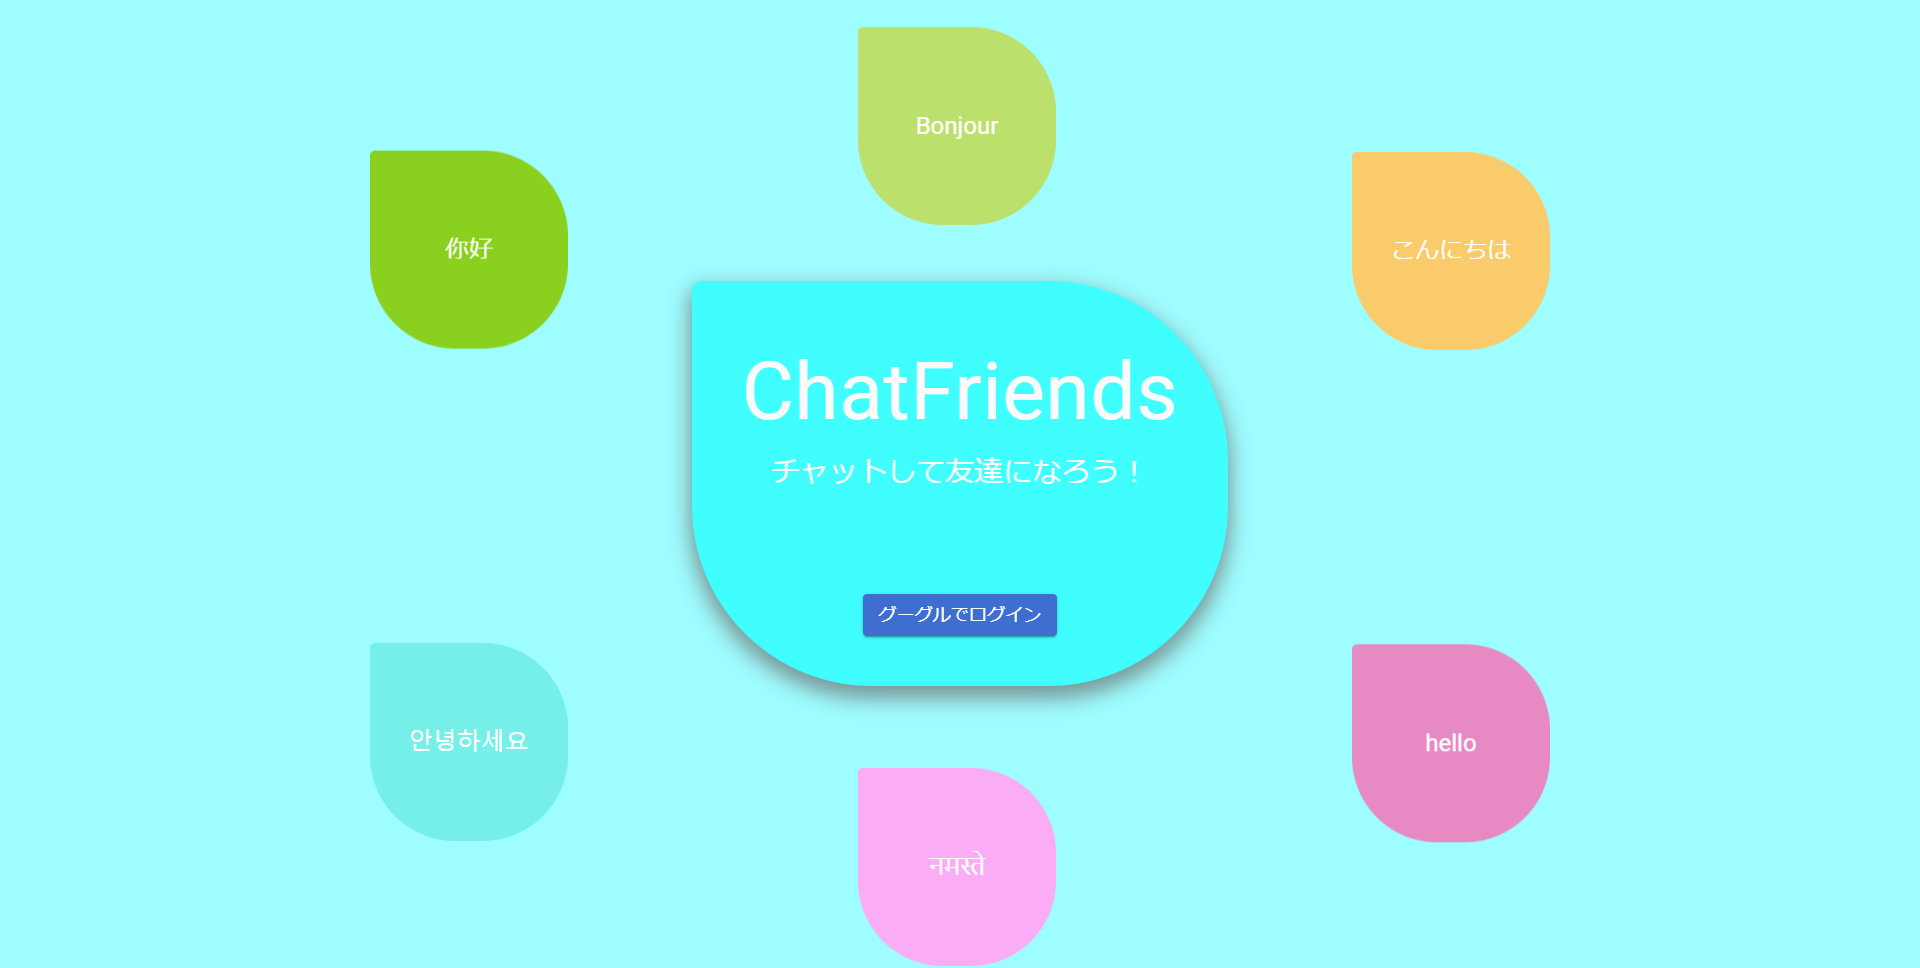 Bonjour
你好
こんにちは
ChatFriends
チャットして友達になろう！
グーグルでログイン
안녕하세요
hello
नमस्ते